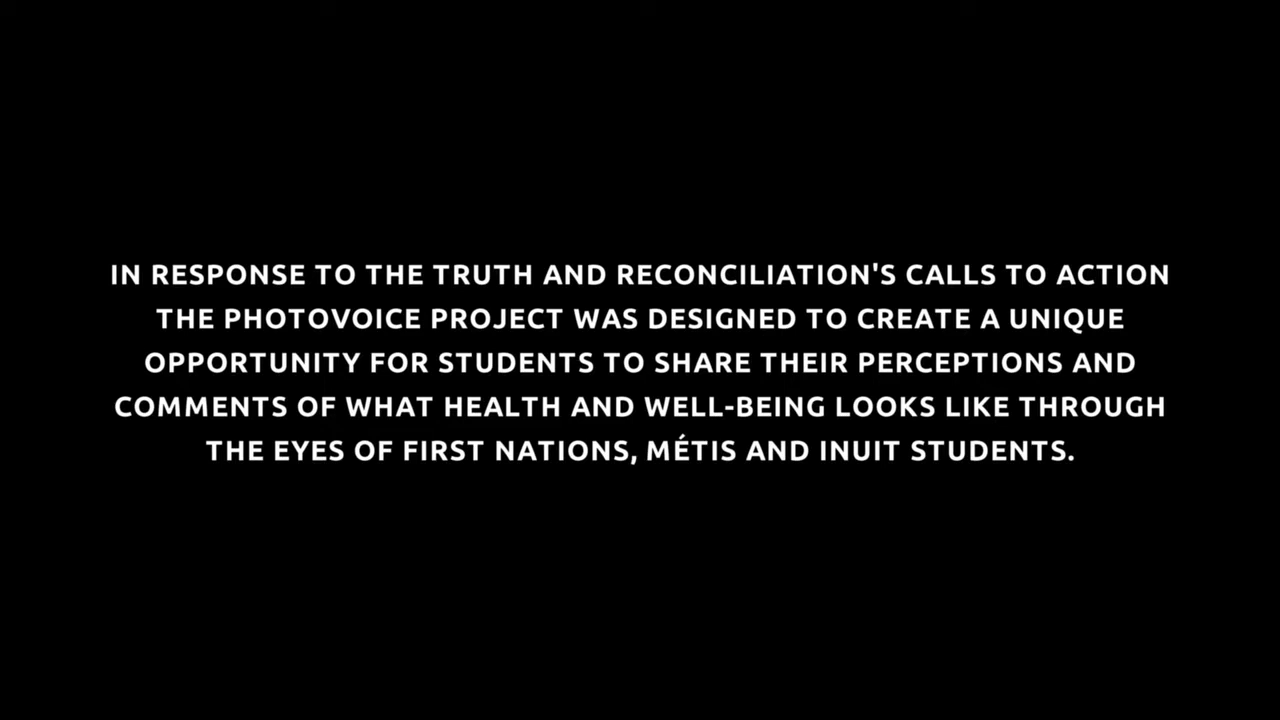 IN RESPONSE TO THE TRUTH AND RECONCILIATION'S CALLS TO ACTION
THE PHOTOVOICE PROJECT WAS DESIGNED TO CREATE A UNIQUE
OPPORTUNITY FOR STUDENTS TO SHARE THEIR PERCEPTIONS AND
COMMENTS OF WHAT HEALTH AND WELL-BEING LOOKS LIKE THROUGH
THE EYES OF FIRST NATIONS, MÉTIS AND INUIT STUDENTS.